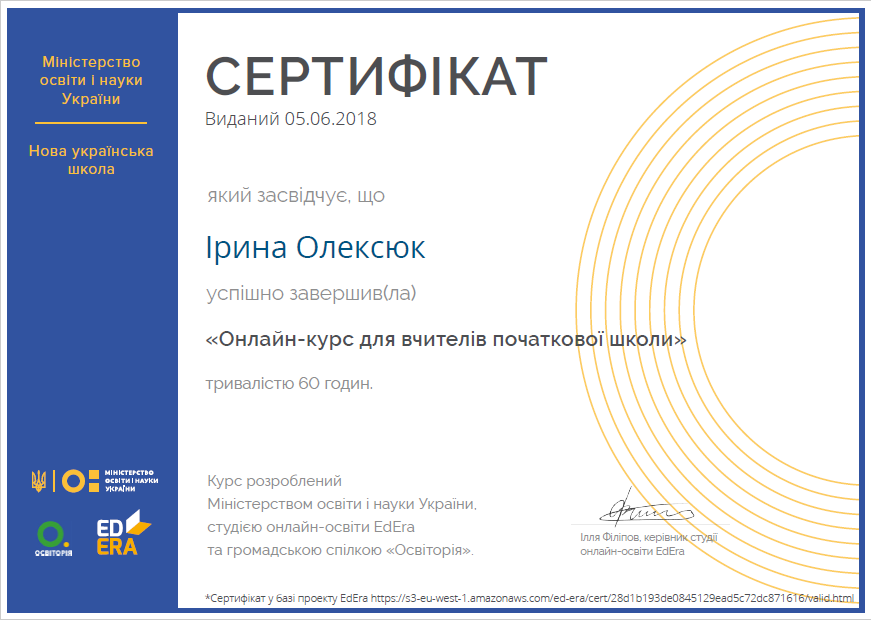 Міністерство
освіти і науки
України
Нова українська
школа
СЕРТИФІКАТ
Виданий 05.06.2018
який засвідчує, що
Ірина Олексюк
успішно завершив(ла)
«Онлайн-курс для вчителів початкової школи»
тривалістю 60 годин.
Курс розроблений
Міністерством освіти і науки України,
студією онлайн-освіти EdEra
та громадською спілкою «Освіторія».
МІНІСТЕРСТВО
ОСВІТИ І НАУКИ
УКРАЇНИ
ОСВІТОРІЯ
ED
ERA
Ілля Філіпов, керівник студії
онлайн-освіти EdEra
*Сертифікат у базі проекту EdEra https://s3-eu-west-1.amazonaws.com/ed-era/cert/28d1b193de0845129ead5c72dc871616/valid.html